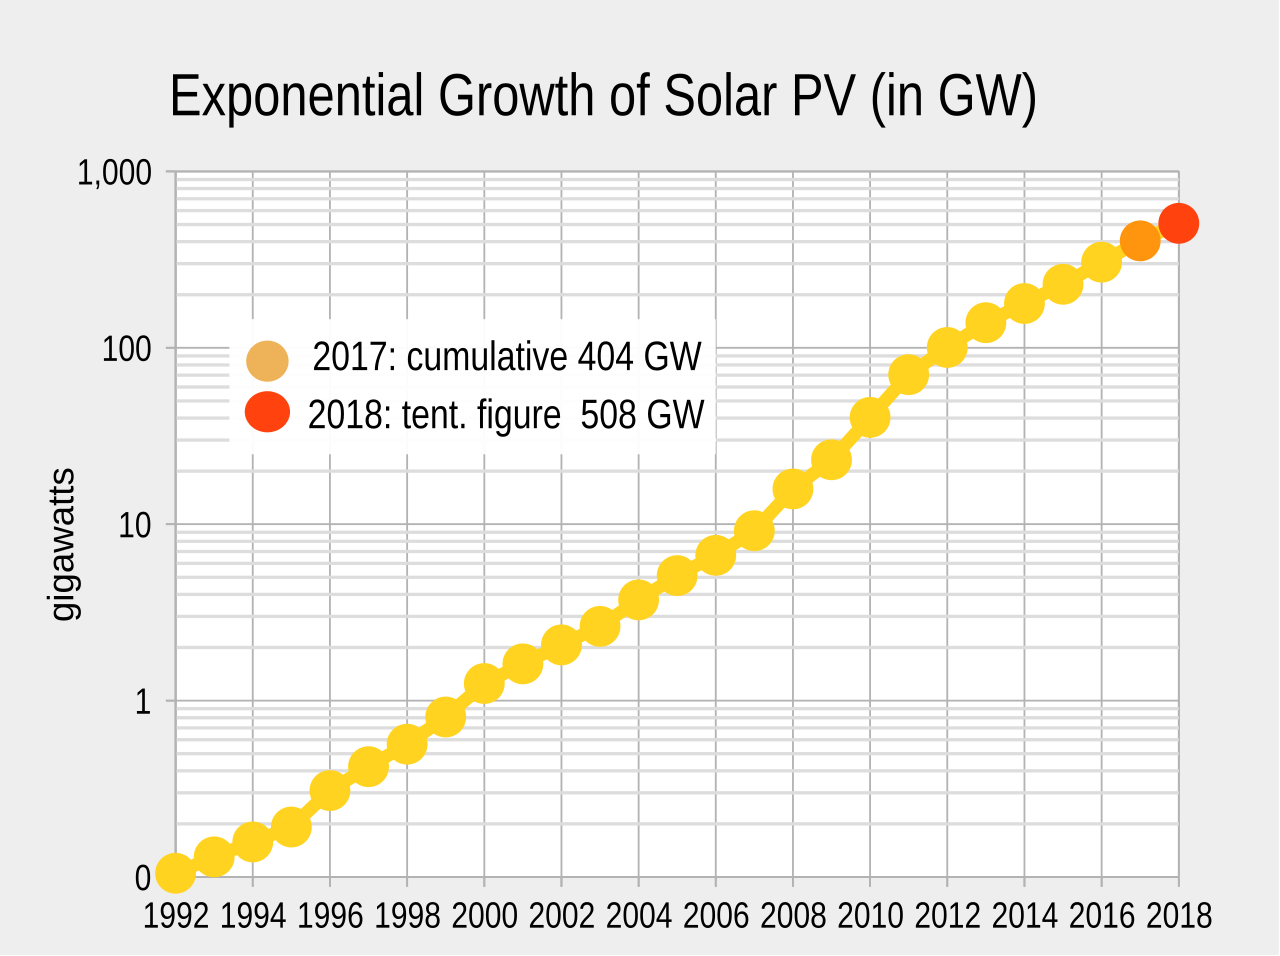 Exponential Growth of Solar PV (in GW)
1,000
100
10
1
0
gigawatts
2017: cumulative 404 GW
2018: tent. figure  508 GW
1992 1994 1996 1998 2000 2002 2004 2006 2008 2010 2012 2014 2016 2018